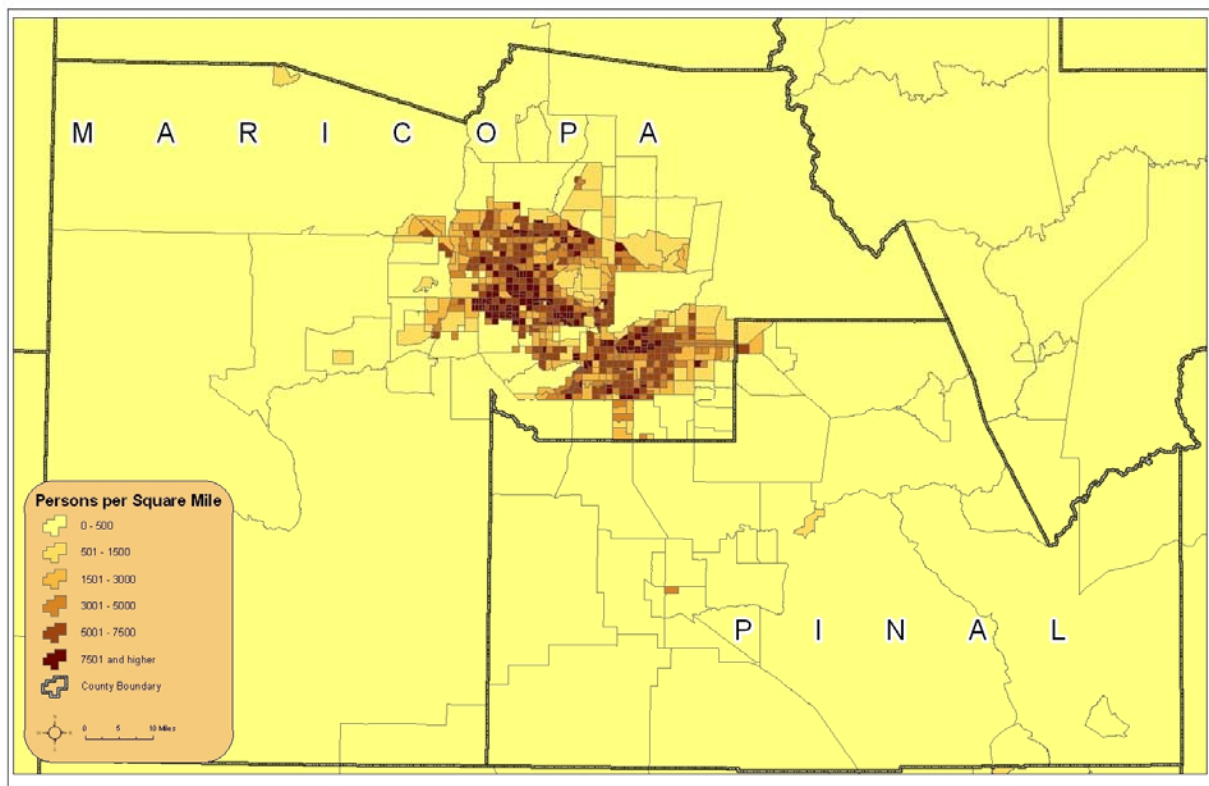 M A R I C O P A
Persons per Square Mile
0 - 500
501 - 1500
1501 - 3000
3001 - 5000
5001 - 7500
7501 and higher
County Boundary
N
W E
S
0 5 10 Miles
P I N A L